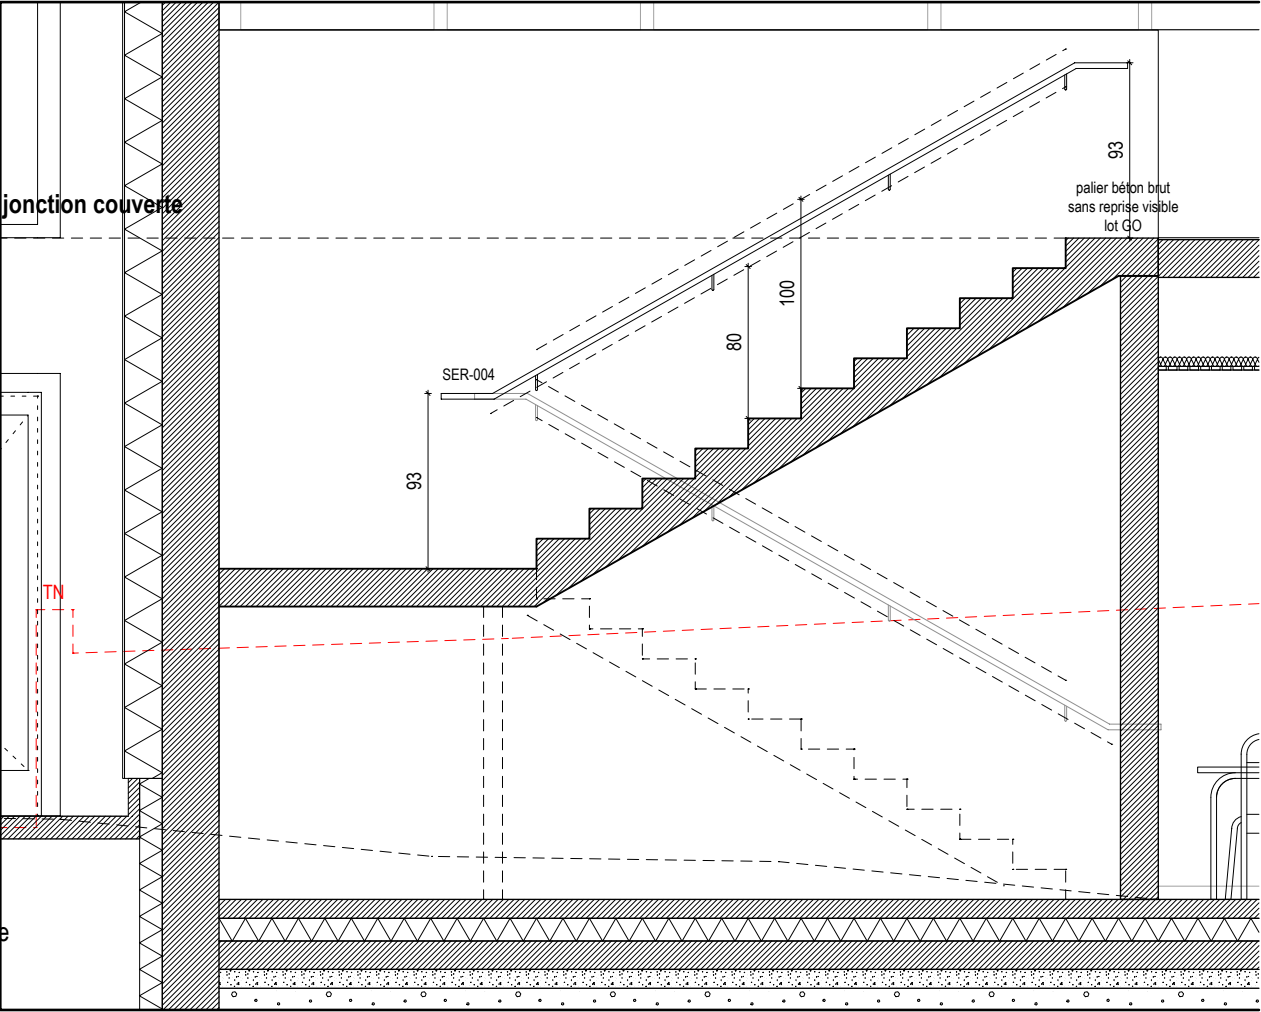 93
jonction couverte
palier béton brut
sans reprise visible
lot GO
100
80
SER-004
93
TN
e